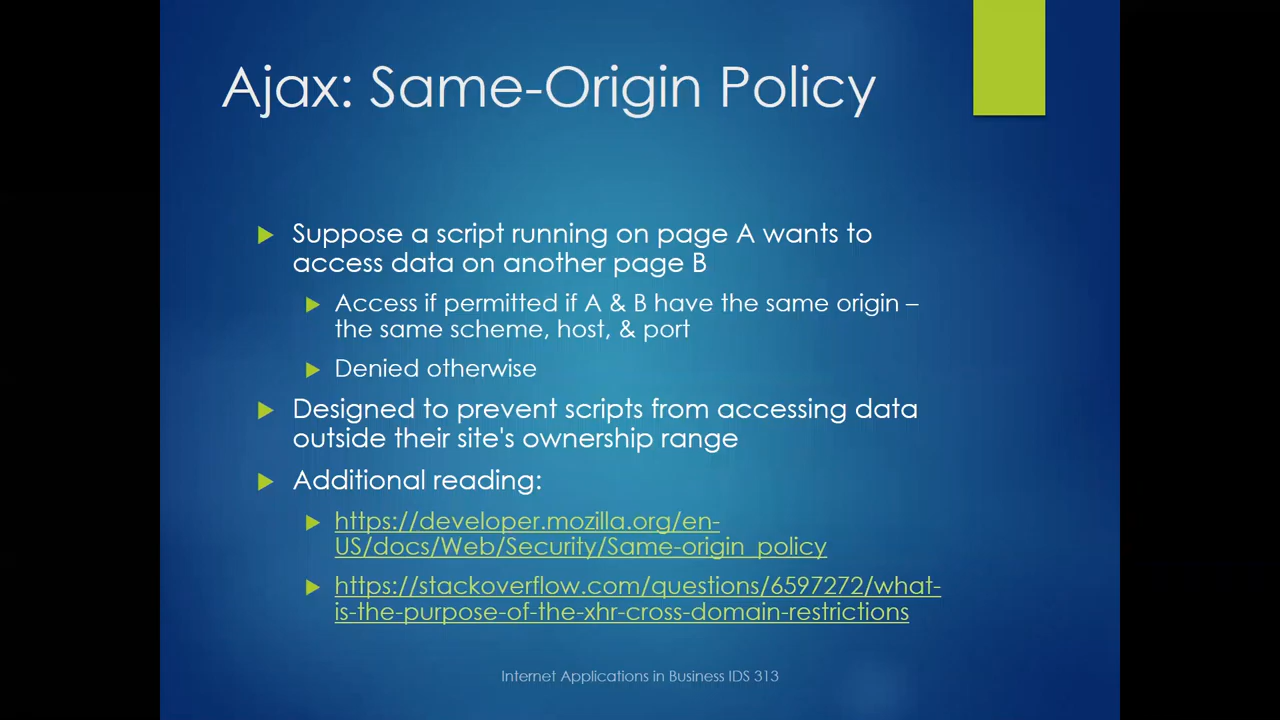 Ajax: Same-Origin Policy
Suppose a script running on page A wants to
access data on another page B
Access if permitted if A & B have the same origin –
the same scheme, host, & port
Denied otherwise
Designed to prevent scripts from accessing data
outside their site's ownership range
Additional reading:
https://developer.mozilla.org/en-
US/docs/Web/Security/Same-origin_policy
https://stackoverflow.com/questions/6597272/what-
is-the-purpose-of-the-xhr-cross-domain-restrictions
Internet Applications in Business IDS 313